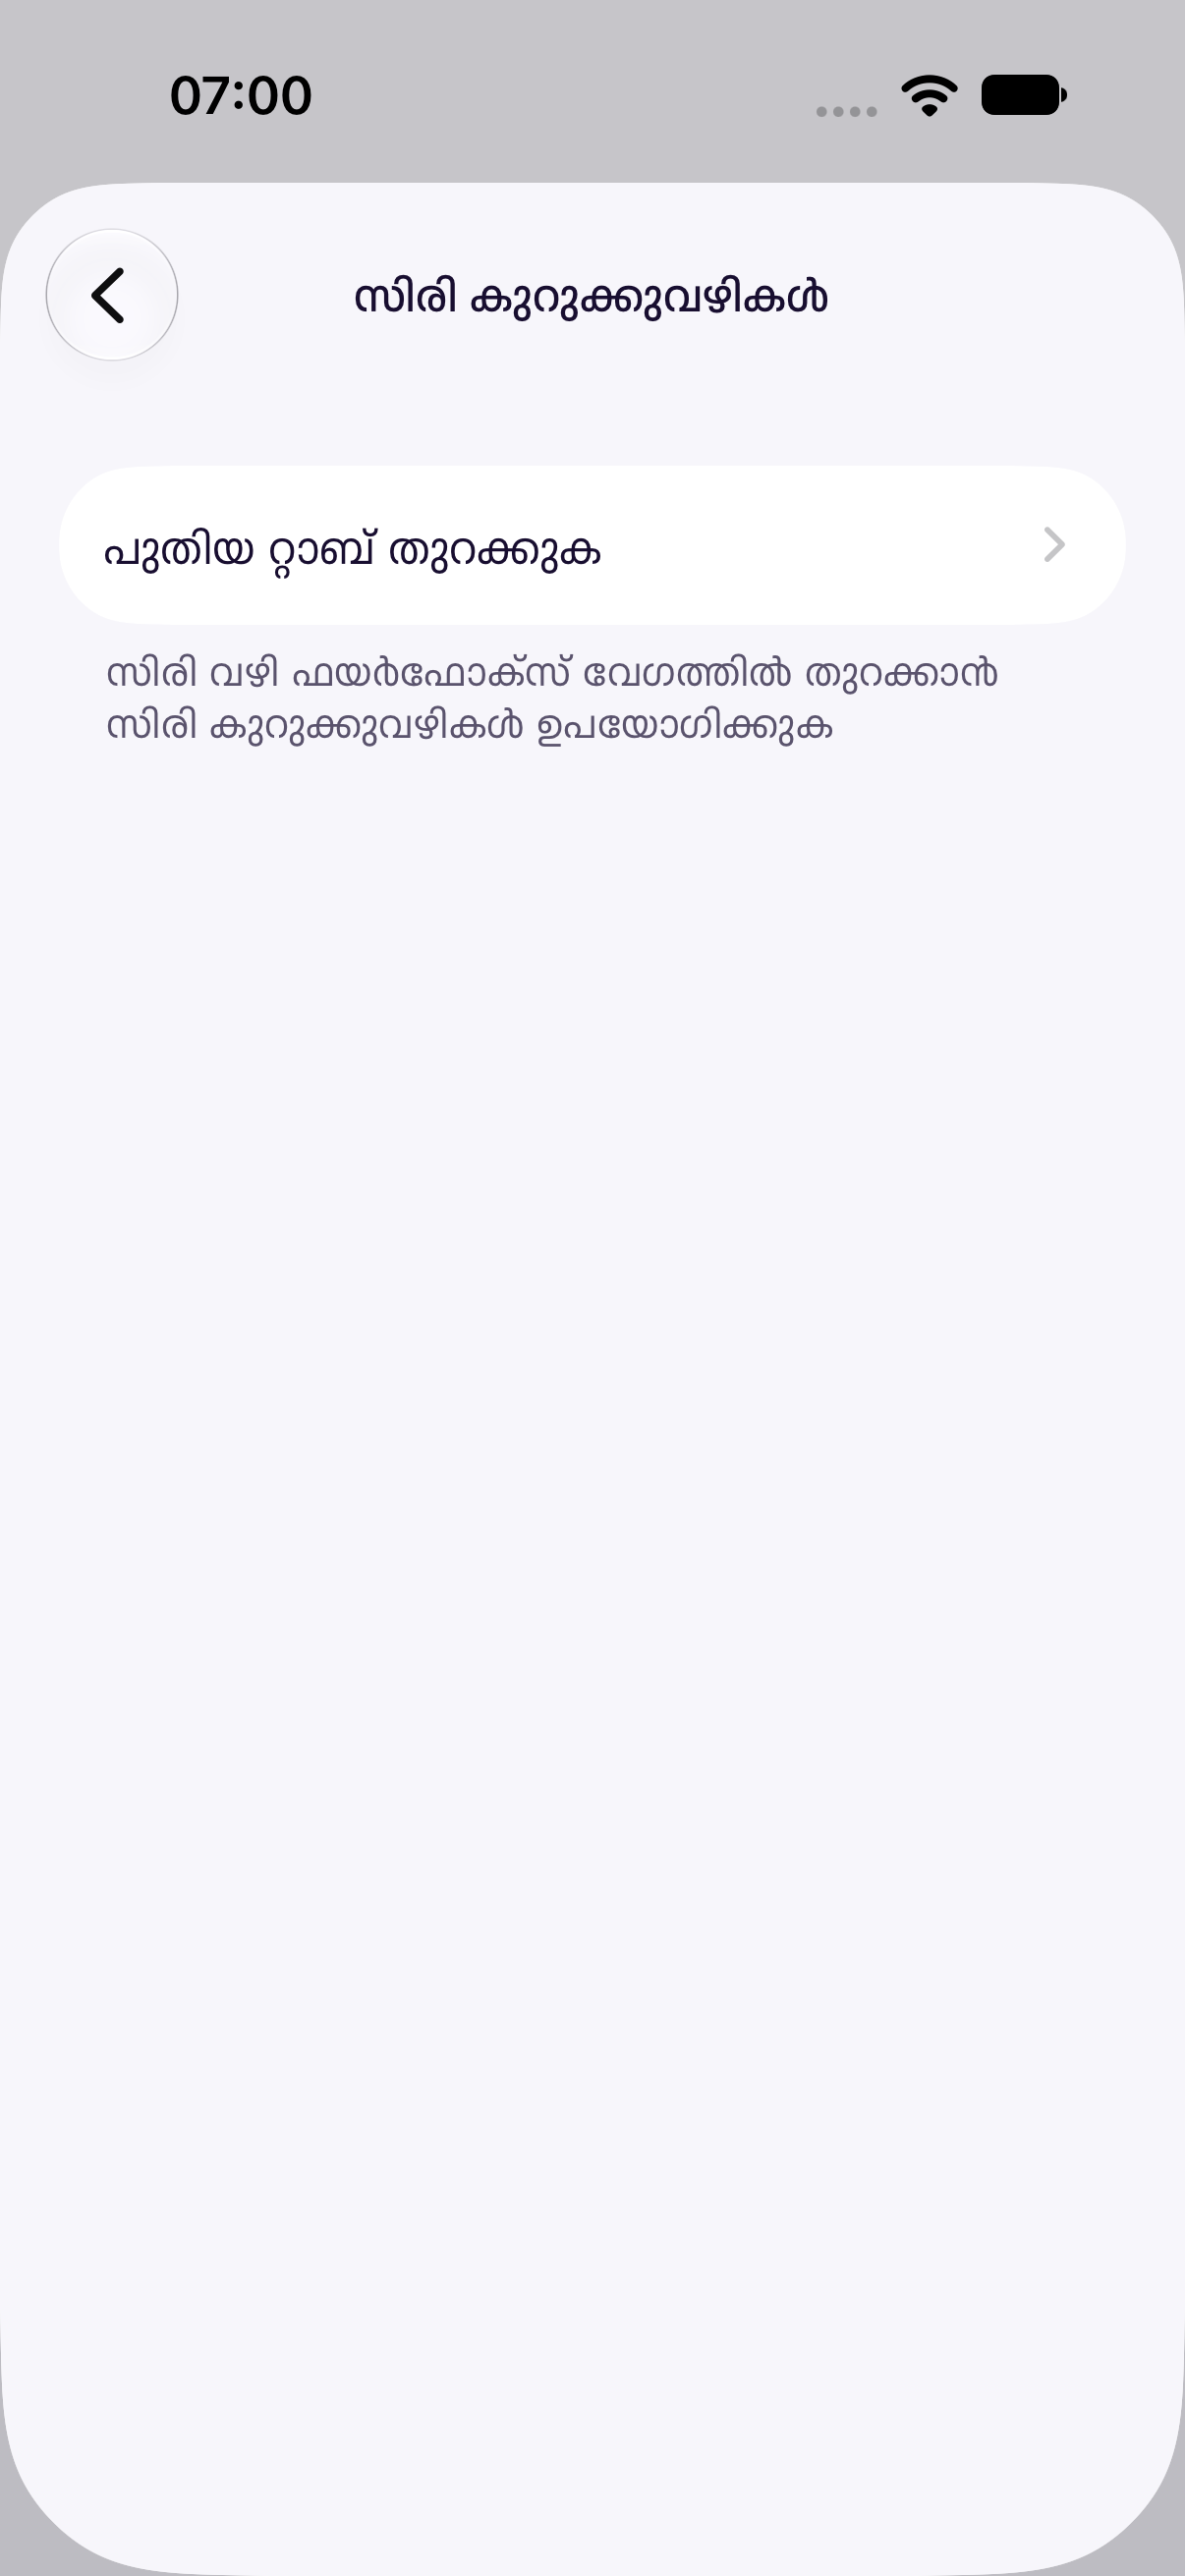 07:00
സിരി കുറുക്കുവഴികൾ
പുതിയ റ്റാബ് തുറക്കുക
സിരി വഴി ഫയർഫോക്സ് വേഗത്തിൽ തുറക്കാൻ
സിരി കുറുക്കുവഴികൾ ഉപയോഗിക്കുക